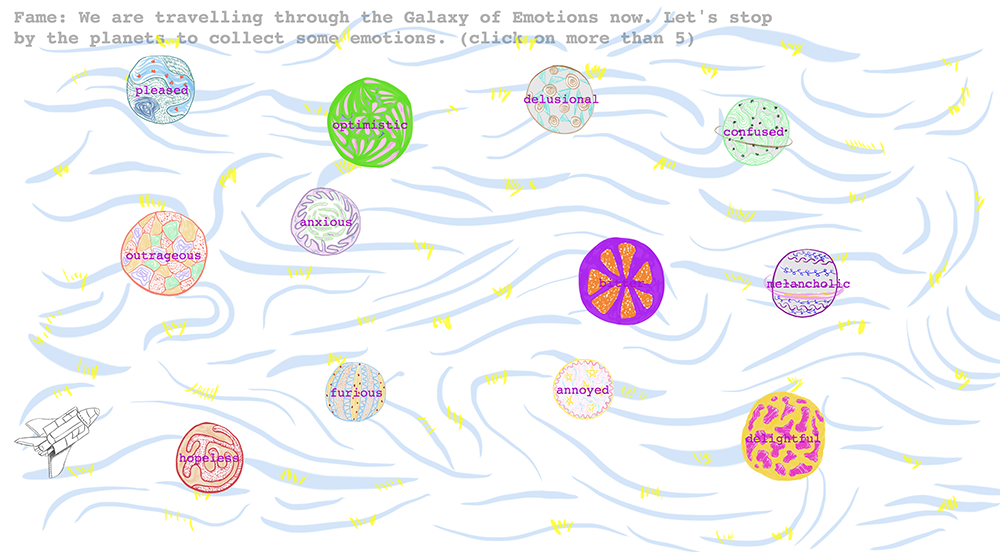 Fame: We are travelling through the Galaxy of Emotions now. Let's stop
by the planets to collect some emotions. (click on more than 5)
pleased
optimistic
delusional
confused
anxious
outrageous
melancholic
furious
annoyed
delightful
hopeless